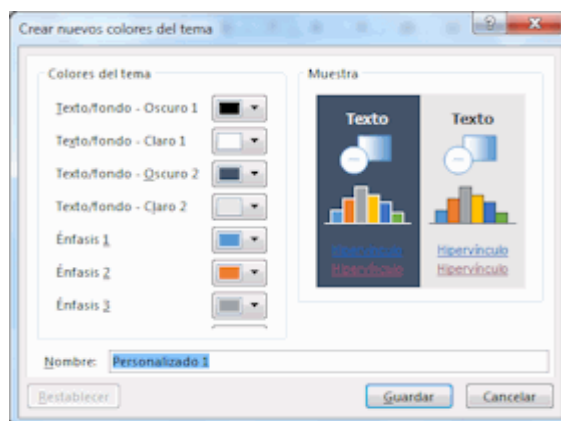 Crear nuevos colores del tema
Colores del tema
Texto/fondo - Oscuro 1
Texto/fondo - Claro 1
Texto/fondo - Oscuro 2
Texto/fondo - Claro 2
Énfasis 1
Énfasis 2
Énfasis 3
Muestra
Texto Texto
Hipervínculo Hipervínculo
Hipervínculo Hipervínculo
Nombre: Personalizado 1
Restablecer Guardar Cancelar